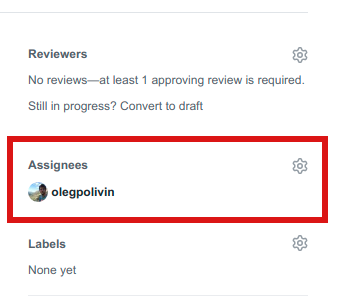 Reviewers
No reviews—at least 1 approving review is required.
Still in progress? Convert to draft
Assignees
olegpolivin
Labels
None yet